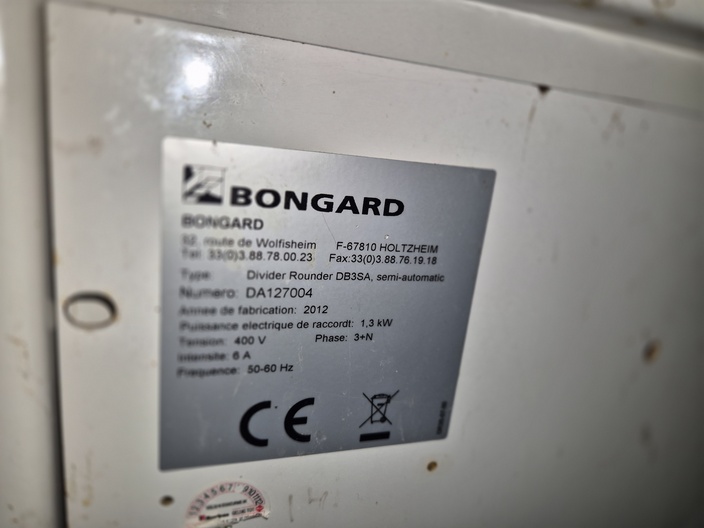 BONGARD
BONGARD
52, route de Wolfisheim F-67810 HOLTZHEIM
Tel: 33(0)3.88.78.00.23 Fax:33(0)3.88.76.19.18
Type: Divider Rounder DB3SA, semi-automatic
Numero: DA127004
Annee de fabrication: 2012
Puissance electrique de raccordt: 1,3 kW
Tension: 400 V Phase: 3+N
Intensite: 6 A
Frequence: 50-60 Hz
CE